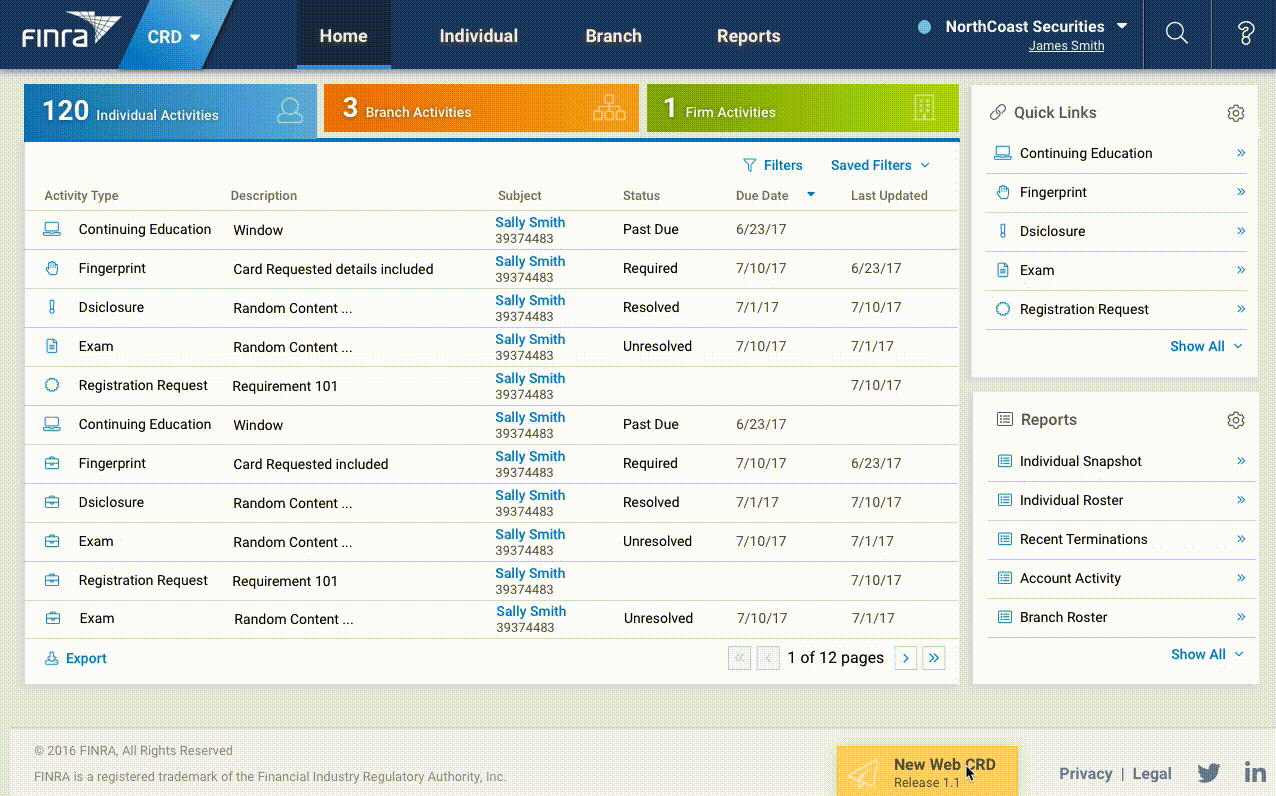 FINRA CRD Home Individual Branch Reports NorthCoast Securities
James Smith
120 Individual Activities 3 Branch Activities 1 Firm Activities
Filters Saved Filters
Activity Type Description Subject Status Due Date Last Updated
Continuing Education Window Sally Smith 39374483 Past Due 6/23/17
Fingerprint Card Requested details included Sally Smith 39374483 Required 7/10/17 6/23/17
Dsiclosure Random Content ... Sally Smith 39374483 Resolved 7/1/17 7/10/17
Exam Random Content ... Sally Smith 39374483 Unresolved 7/10/17 7/1/17
Registration Request Requirement 101 Sally Smith 39374483 7/10/17
Continuing Education Window Sally Smith 39374483 Past Due 6/23/17
Fingerprint Card Requested included Sally Smith 39374483 Required 7/10/17 6/23/17
Dsiclosure Random Content ... Sally Smith 39374483 Resolved 7/1/17 7/10/17
Exam Random Content ... Sally Smith 39374483 Unresolved 7/10/17 7/1/17
Registration Request Requirement 101 Sally Smith 39374483 7/10/17
Exam Random Content ... Sally Smith 39374483 Unresolved 7/10/17 7/1/17
Export 1 of 12 pages
Quick Links
Continuing Education
Fingerprint
Dsiclosure
Exam
Registration Request
Show All
Reports
Individual Snapshot
Individual Roster
Recent Terminations
Account Activity
Branch Roster
Show All
© 2016 FINRA, All Rights Reserved
FINRA is a registered trademark of the Financial Industry Regulatory Authority, Inc.
New Web CRD
Release 1.1
Privacy | Legal in